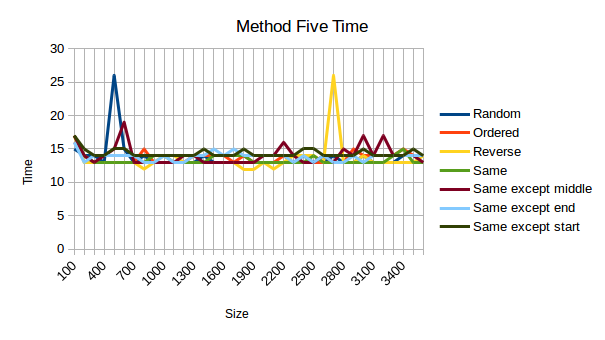 Method Five Time
30
25
20
15
10
5
0
Time
100
400
700
1000
1300
1600
1900
2200
2500
2800
3100
3400
Size
Random
Ordered
Reverse
Same
Same except middle
Same except end
Same except start